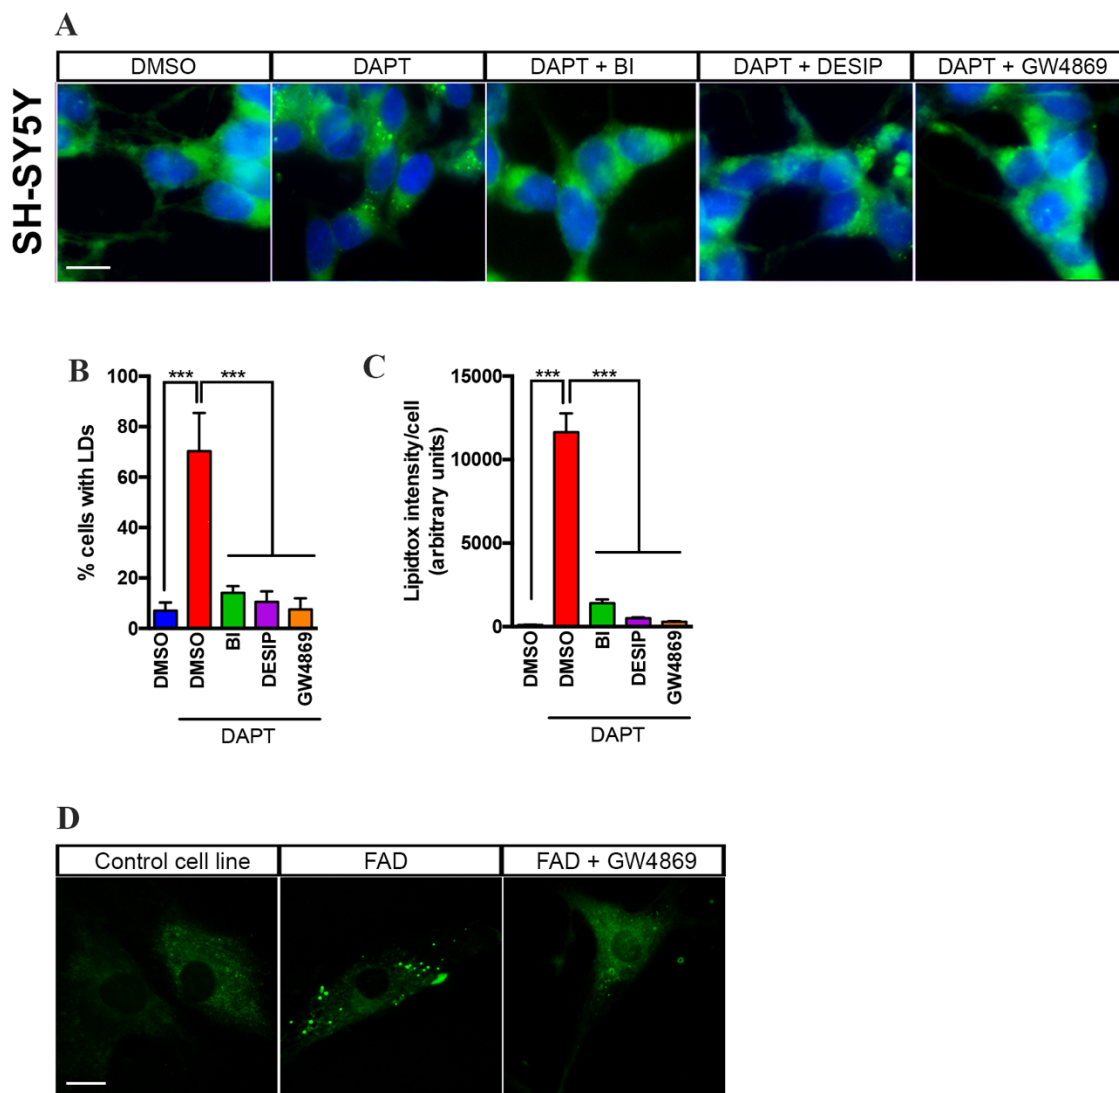 A
DMSO DAPT DAPT + BI DAPT + DESIP DAPT + GW4869
SH-SY5Y
B
*** ***
100
80
60
40
20
0
% cells with LDs
DMSO DMSO BI DESIP GW4869
DAPT
C
*** ***
15000
10000
5000
0
Lipidtox intensity/cell
(arbitrary units)
DMSO DMSO BI DESIP GW4869
DAPT
D
Control cell line FAD FAD + GW4869